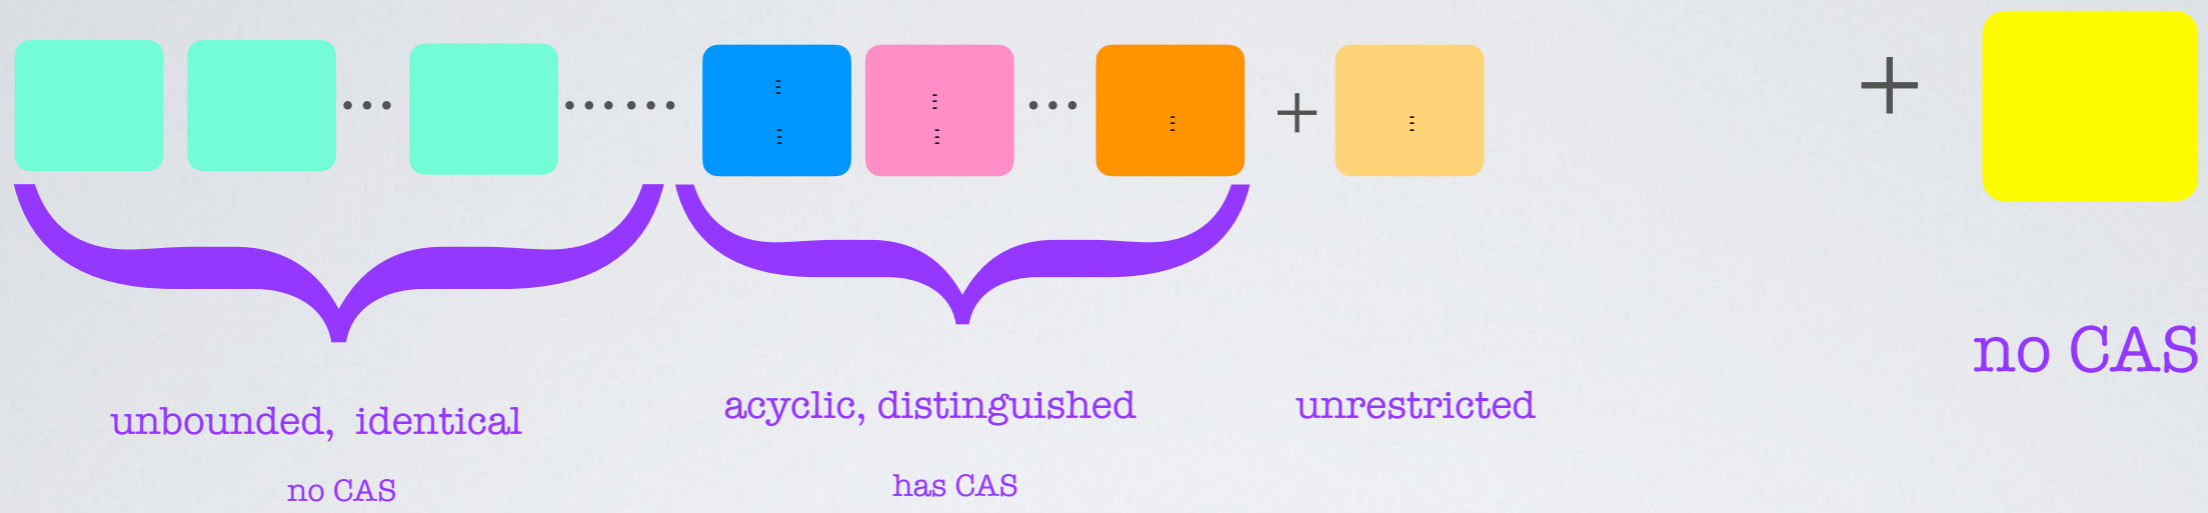 +
+
unbounded, identical
acyclic, distinguished
unrestricted
no CAS
no CAS
has CAS